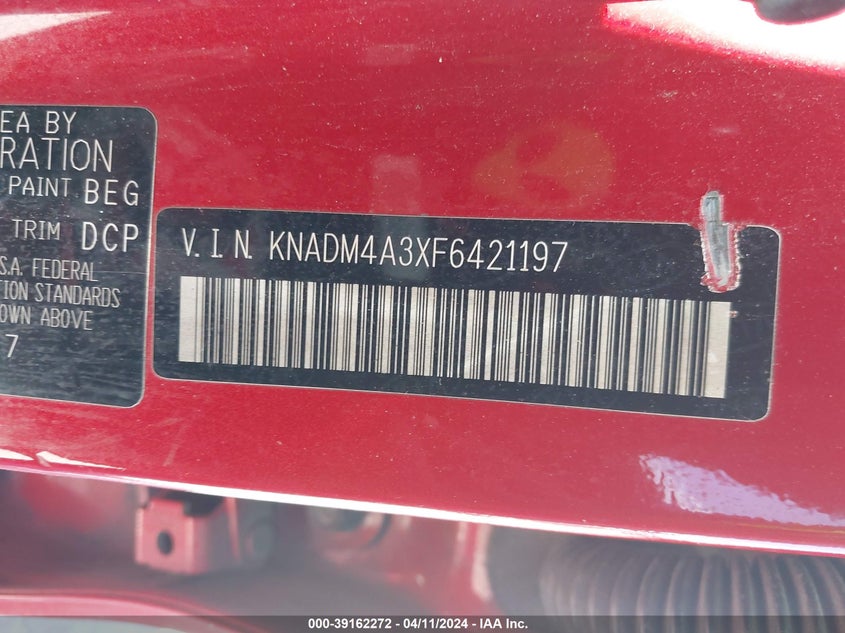 EA BY
RATION
PAINT BEG
TRIM DCP
S.A. FEDERAL
TION STANDARDS
OWN ABOVE
7
V.I.N. KNADM4A3XF6421197
000-39162272 - 04/11/2024 - IAA Inc.